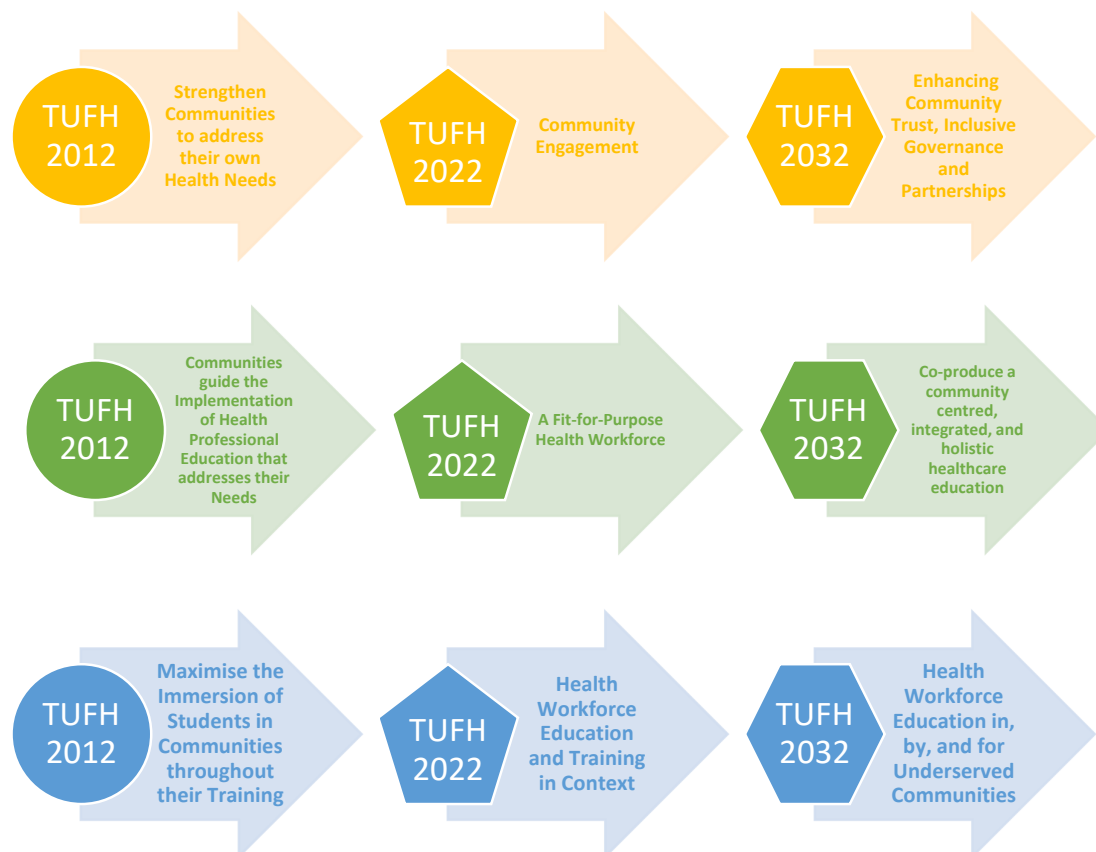 TUFH
2012
Strengthen
Communities
to address
their own
Health Needs
TUFH
2022
Community
Engagement
TUFH
2032
Enhancing
Community
Trust, Inclusive
Governance
and
Partnerships
TUFH
2012
Communities
guide the
Implementation
of Health
Professional
Education that
addresses their
Needs
TUFH
2022
A Fit-for-Purpose
Health Workforce
TUFH
2032
Co-produce a
community
centred,
integrated, and
holistic
healthcare
education
TUFH
2012
Maximise the
Immersion of
Students in
Communities
throughout
their Training
TUFH
2022
Health
Workforce
Education
and Training
in Context
TUFH
2032
Health
Workforce
Education in,
by, and for
Underserved
Communities